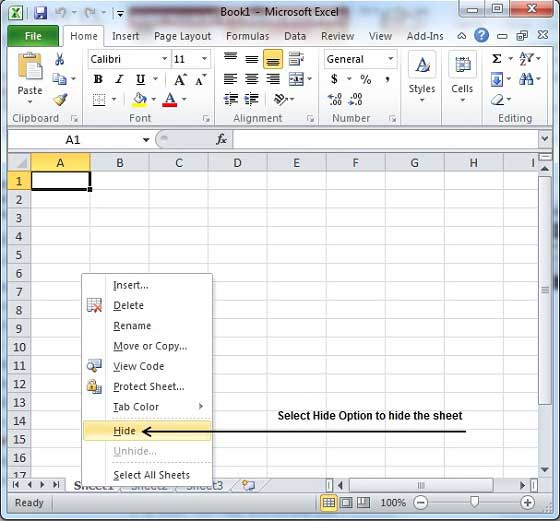 Book1 - Microsoft Excel
File Home Insert Page Layout Formulas Data Review View Add-Ins
Paste
Calibri 11
General
Styles
Cells
Clipboard Font Alignment Number Editing
A1 fx
A B C D E F G H I
1
2
3
4
5
6
7
8
9
10
11
12
13
14
15
16
17
Insert...
Delete
Rename
Move or Copy...
View Code
Protect Sheet...
Tab Color
Hide
Unhide...
Select All Sheets
Select Hide Option to hide the sheet
Sheet1 Sheet2 Sheet3
Ready 100%